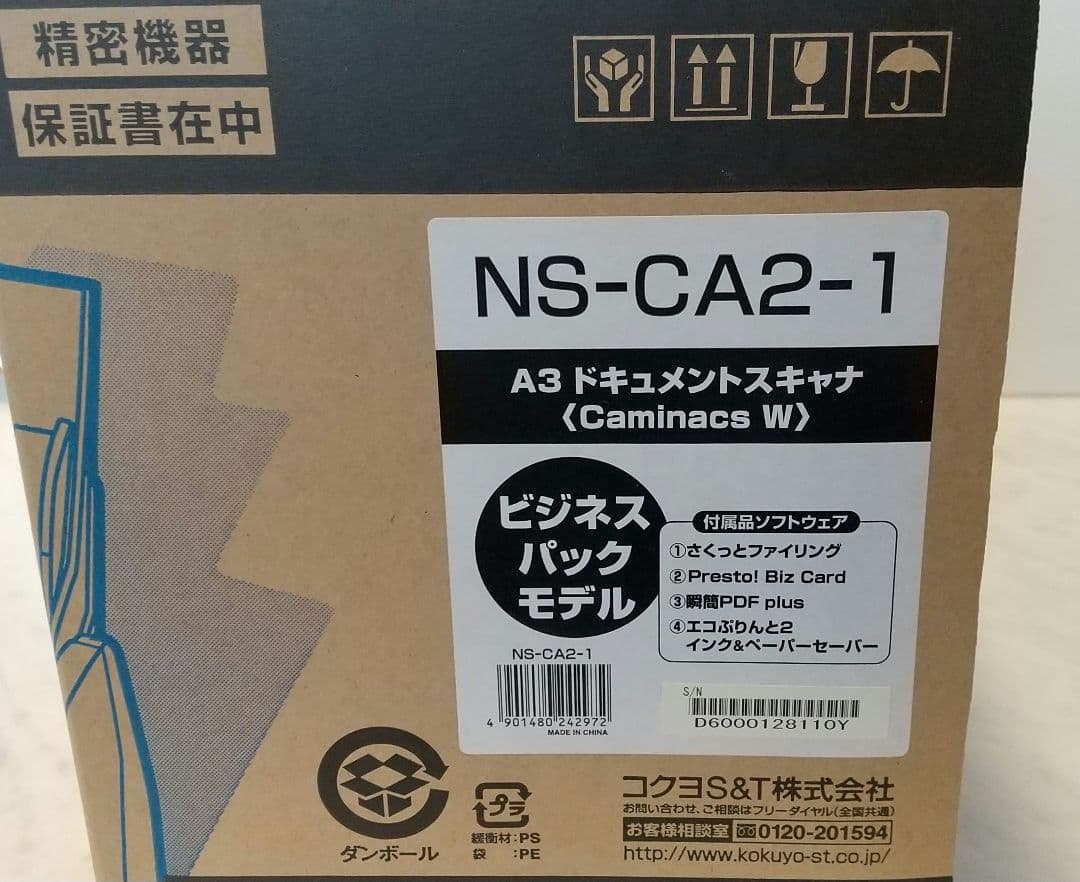 精密機器
保証書在中
NS-CA2-1
A3ドキュメントスキャナ
〈Caminacs W〉
ビジネス
パック
モデル
付属品ソフトウェア
①さくっとファイリング
②Presto! Biz Card
③瞬簡PDF plus
④エコぷりんと2
インク&ペーパーセーバー
NS-CA2-1
4 901480 242972
MADE IN CHINA
S/N
D6000128110Y
ダンボール
プラ
緩衝材:PS
袋 :PE
コクヨS&T株式会社
お問い合わせ、ご相談はフリーダイヤル(全国共通)
お客様相談室 0120-201594
http://www.kokuyo-st.co.jp/